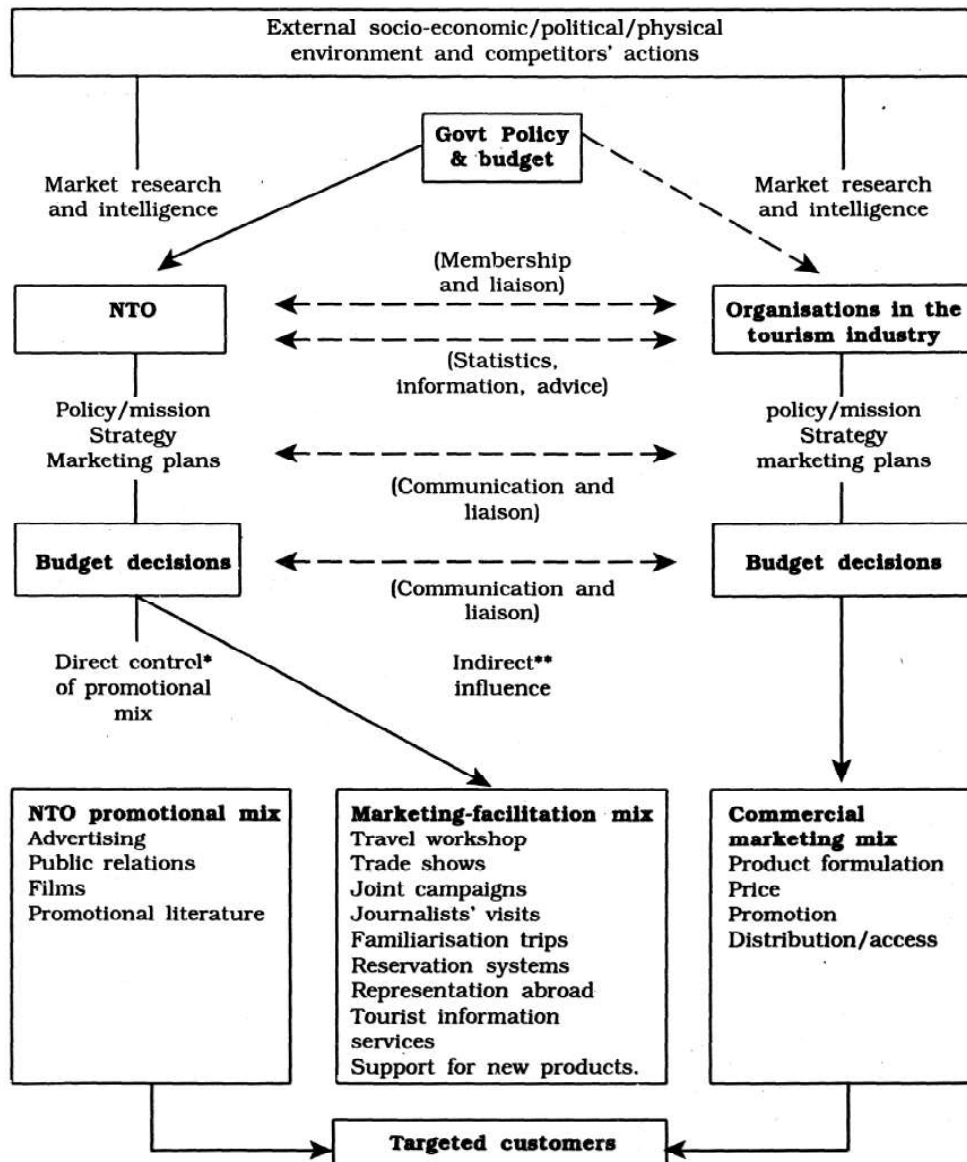 External socio-economic/political/physical
environment and competitors' actions
Govt Policy
& budget
Market research
and intelligence
Market research
and intelligence
(Membership
and liaison)
NTO
Organisations in the
tourism industry
(Statistics,
information, advice)
Policy/mission
Strategy
Marketing plans
policy/mission
Strategy
marketing plans
(Communication and
liaison)
Budget decisions
Budget decisions
(Communication and
liaison)
Direct control*
of promotional
mix
Indirect**
influence
NTO promotional mix
Advertising
Public relations
Films
Promotional literature
Marketing-facilitation mix
Travel workshop
Trade shows
Joint campaigns
Journalists' visits
Familiarisation trips
Reservation systems
Representation abroad
Tourist information
services
Support for new products.
Commercial
marketing mix
Product formulation
Price
Promotion
Distribution/access
Targeted customers